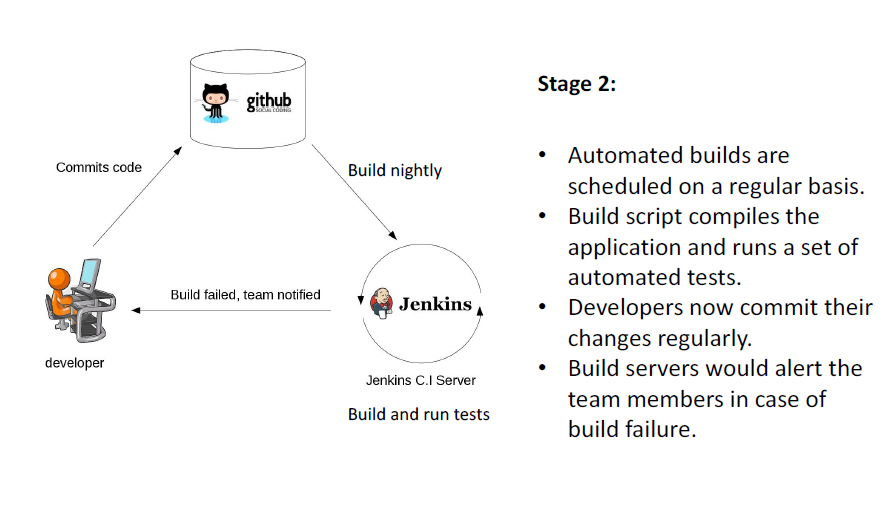 github
SOCIAL CODING
Commits code
Build nightly
Build failed, team notified
Jenkins
developer
Jenkins C.I Server
Build and run tests
Stage 2:
• Automated builds are
scheduled on a regular basis.
• Build script compiles the
application and runs a set of
automated tests.
• Developers now commit their
changes regularly.
• Build servers would alert the
team members in case of
build failure.